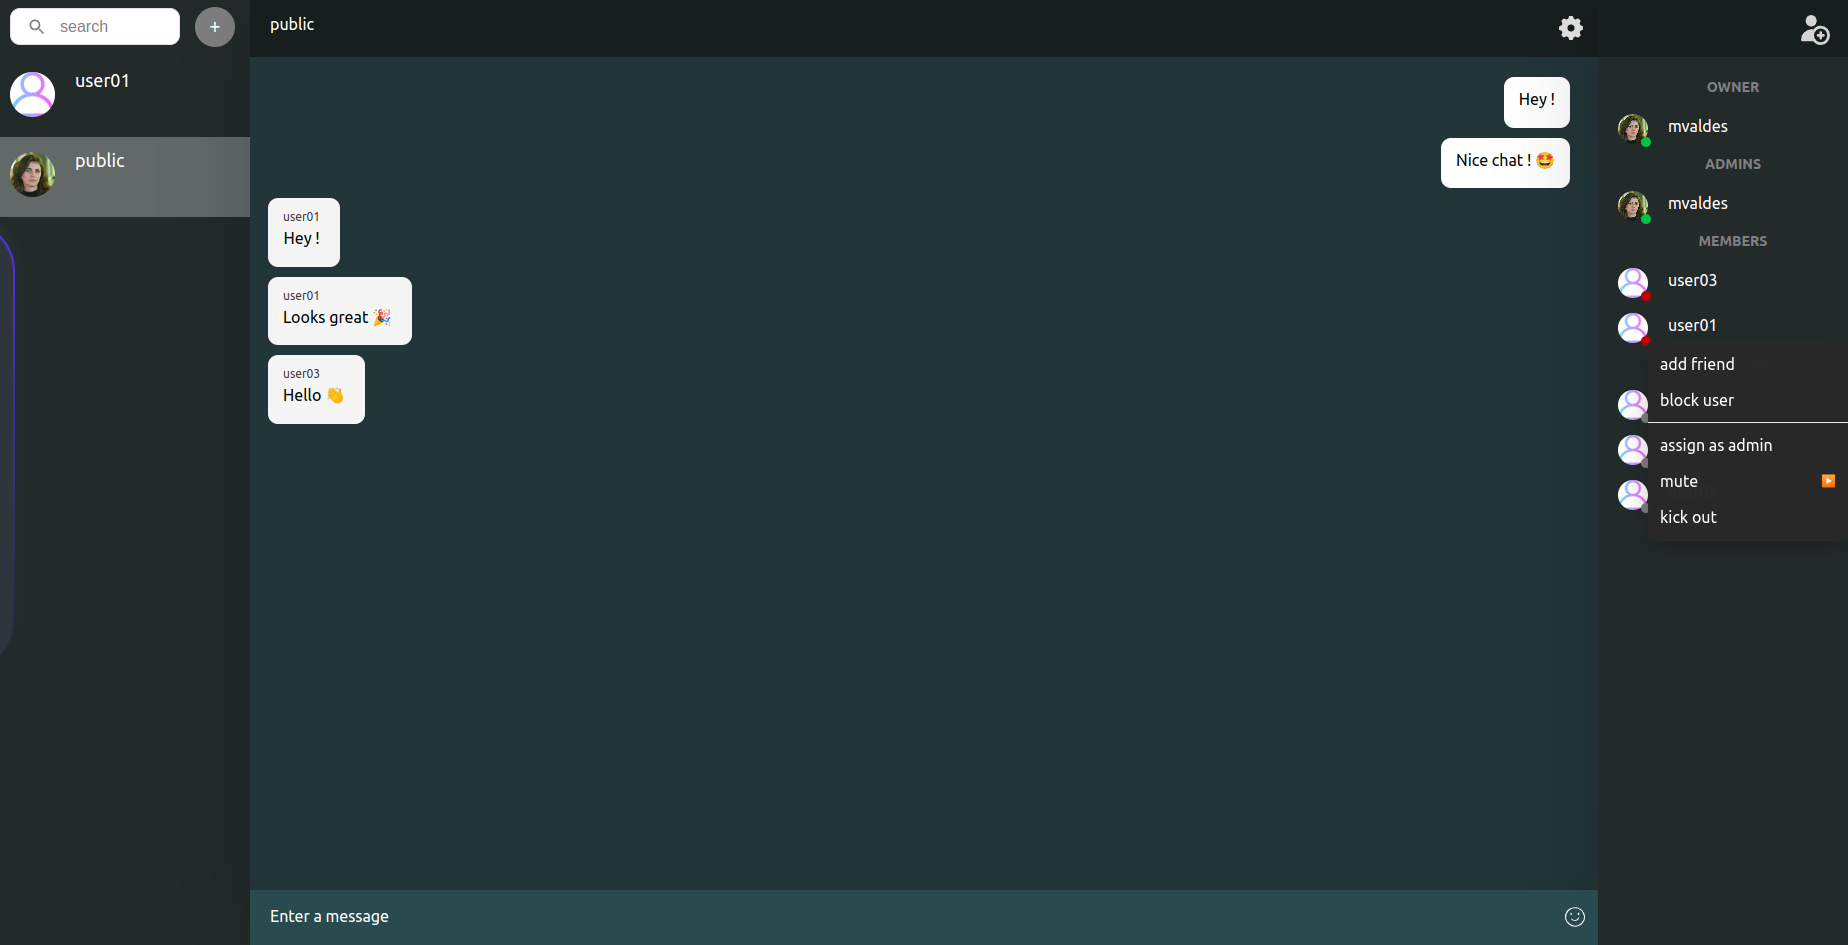 search
+
user01
public
public
Hey !
Nice chat ! 🤩
user01
Hey !
user01
Looks great 🎉
user03
Hello 👏
Enter a message
OWNER
mvaldes
ADMINS
mvaldes
MEMBERS
user03
user01
add friend
block user
assign as admin
mute
kick out